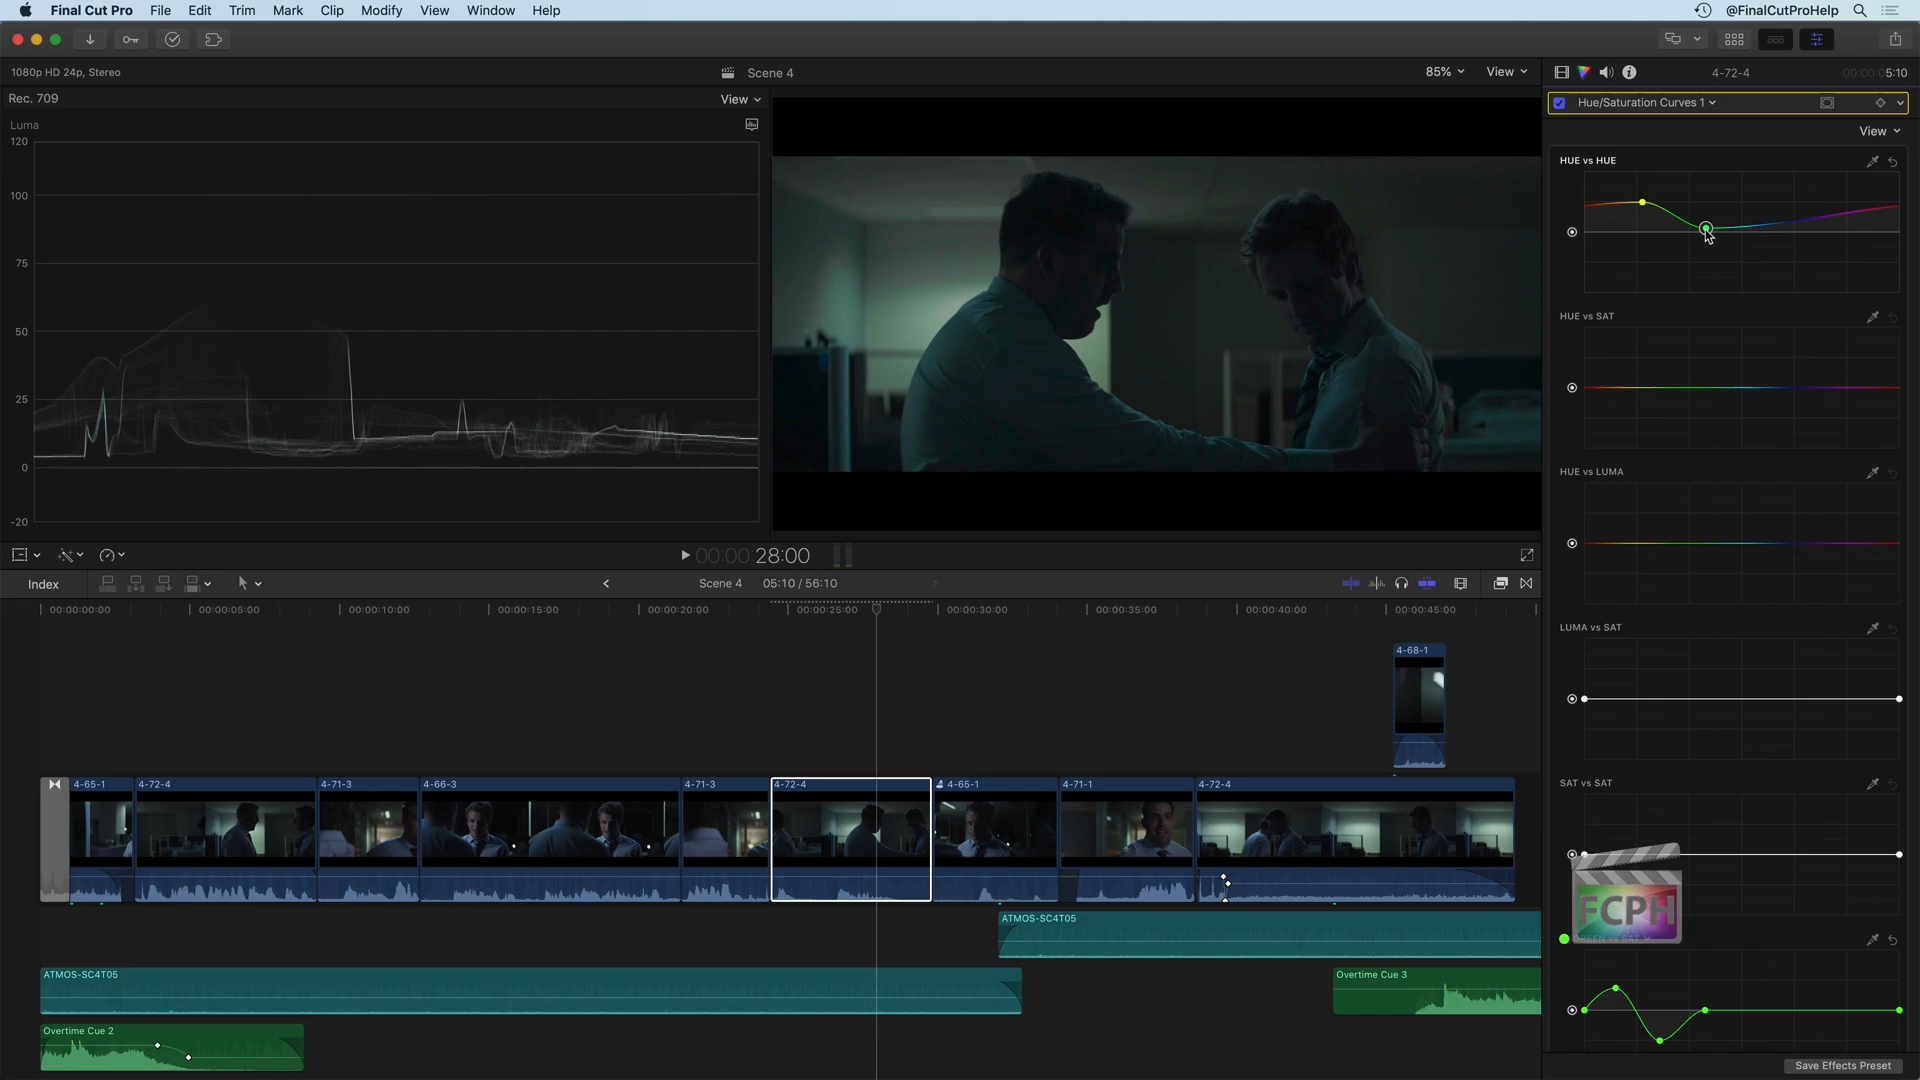 Final Cut Pro File Edit Trim Mark Clip Modify View Window Help
@FinalCutProHelp
1080p HD 24p, Stereo
Scene 4
85% View
4-72-4
00:00:05:10
Rec. 709
View
Hue/Saturation Curves 1
View
Luma
120
100
75
50
25
0
-20
HUE vs HUE
HUE vs SAT
HUE vs LUMA
LUMA vs SAT
SAT vs SAT
FCPH
GREEN vs SAT
Save Effects Preset
00:00:28:00
Index
Scene 4 05:10 / 56:10
00:00:00:00 00:00:05:00 00:00:10:00 00:00:15:00 00:00:20:00 00:00:25:00 00:00:30:00 00:00:35:00 00:00:40:00 00:00:45:00
4-68-1
4-65-1 4-72-4 4-71-3 4-66-3 4-71-3 4-72-4 4-65-1 4-71-1 4-72-4
ATMOS-SC4T05
ATMOS-SC4T05
Overtime Cue 3
Overtime Cue 2